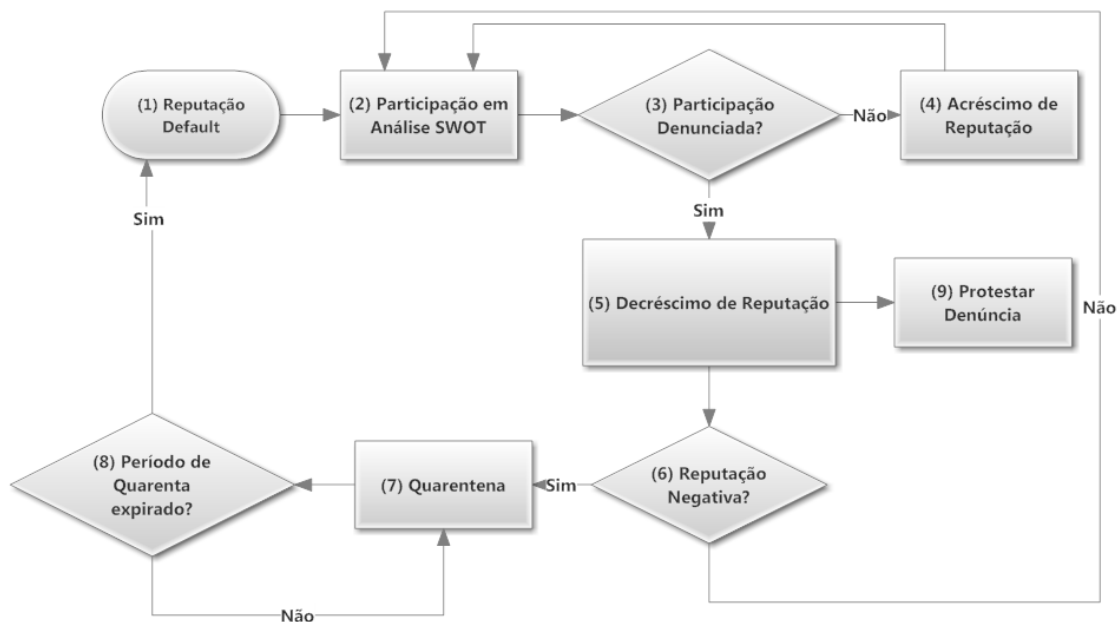 (1) Reputação
Default
(2) Participação em
Análise SWOT
(3) Participação
Denunciada?
Não
(4) Acréscimo de
Reputação
Sim
Sim
(5) Decréscimo de Reputação
(9) Protestar
Denúncia
Não
(8) Período de
Quarenta
expirado?
(7) Quarentena
Sim
(6) Reputação
Negativa?
Não